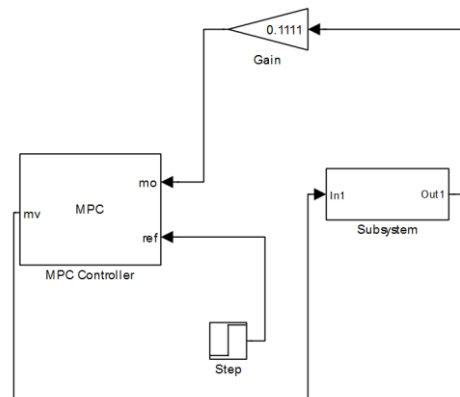 0.1111
Gain
mo
MPC
mv
ref
MPC Controller
In1
Out1
Subsystem
Step